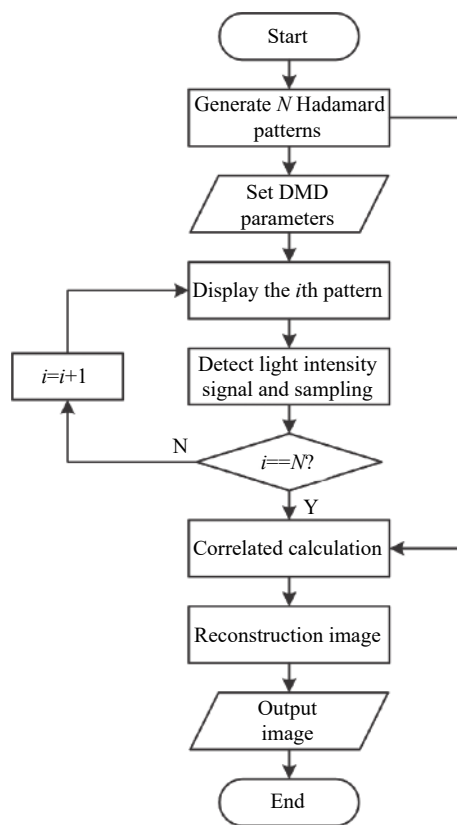 Start
Generate N Hadamard
patterns
Set DMD
parameters
Display the ith pattern
Detect light intensity
signal and sampling
i=i+1
N
i==N?
Y
Correlated calculation
Reconstruction image
Output
image
End